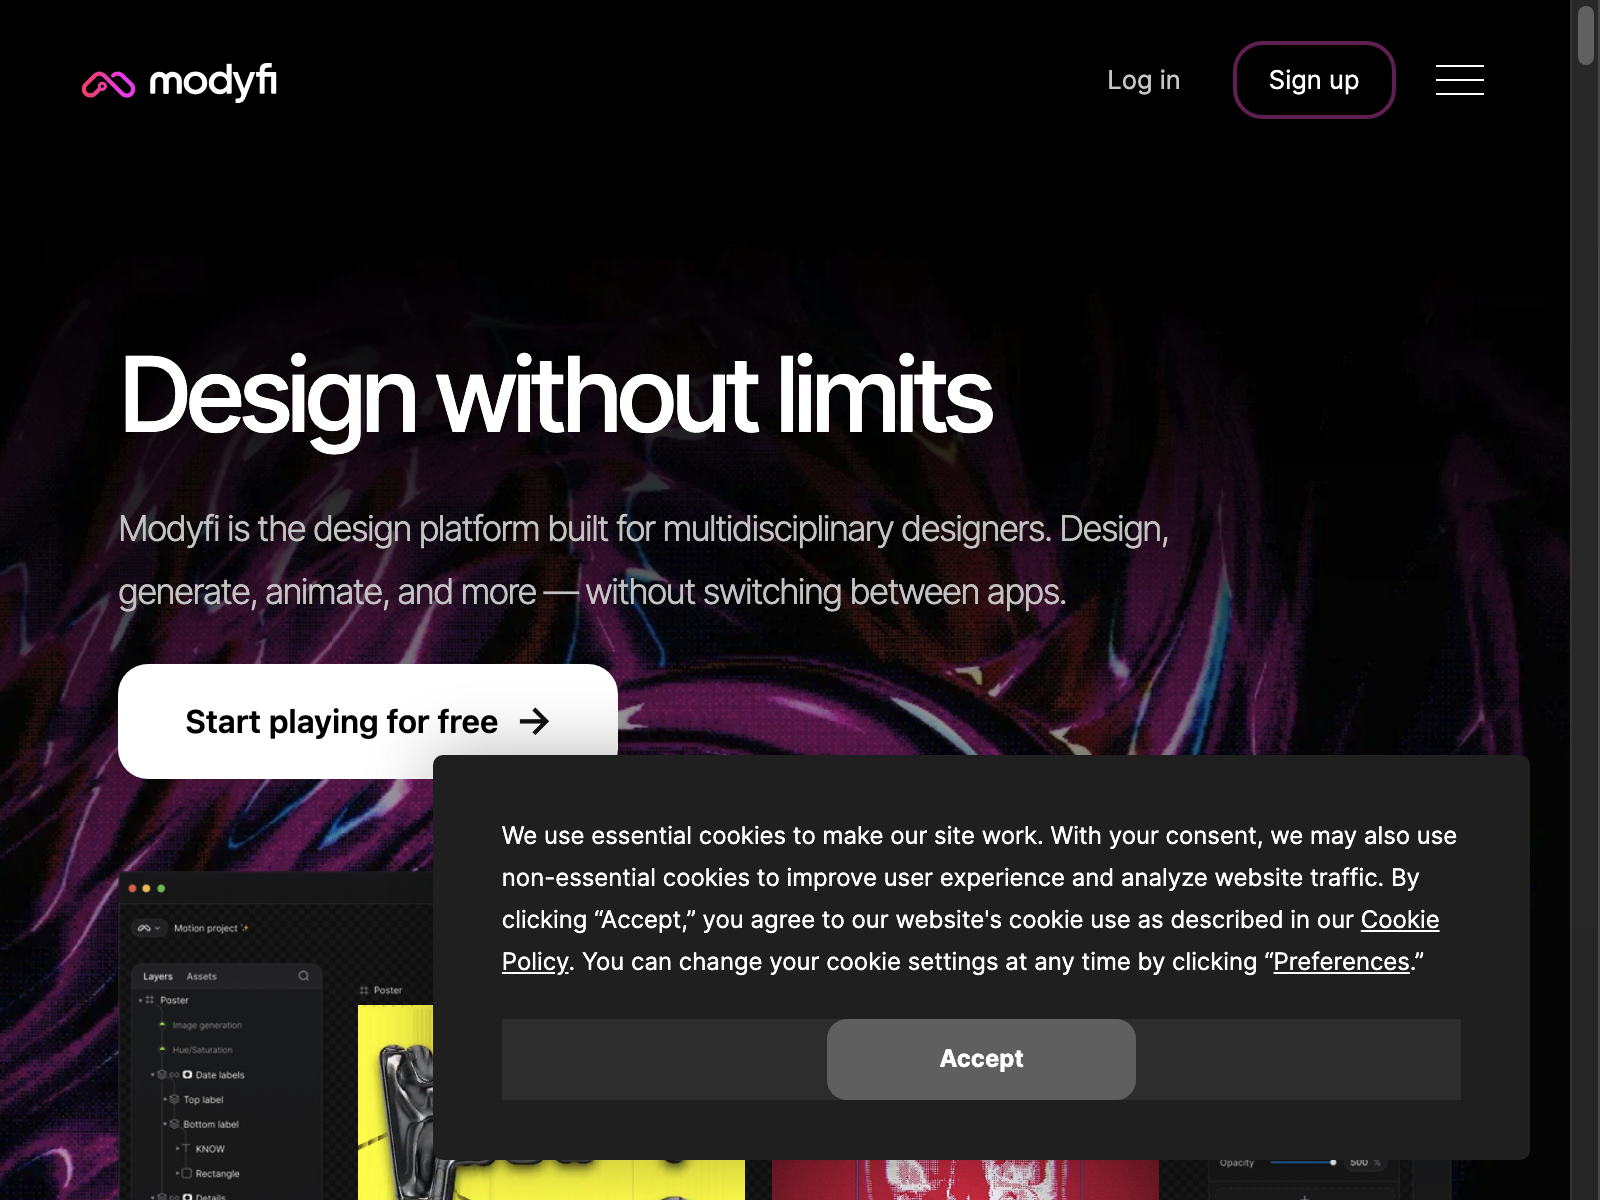 modyfi
Log in
Sign up
Design without limits
Modyfi is the design platform built for multidisciplinary designers. Design,
generate, animate, and more — without switching between apps.
Start playing for free →
We use essential cookies to make our site work. With your consent, we may also use
non-essential cookies to improve user experience and analyze website traffic. By
clicking “Accept,” you agree to our website's cookie use as described in our Cookie
Policy. You can change your cookie settings at any time by clicking “Preferences.”
Accept
Motion project
Layers Assets
Poster
Image generation
Hue/Saturation
Date labels
Top label
Bottom label
KNOW
Rectangle
Details
Poster
Opacity 500 %